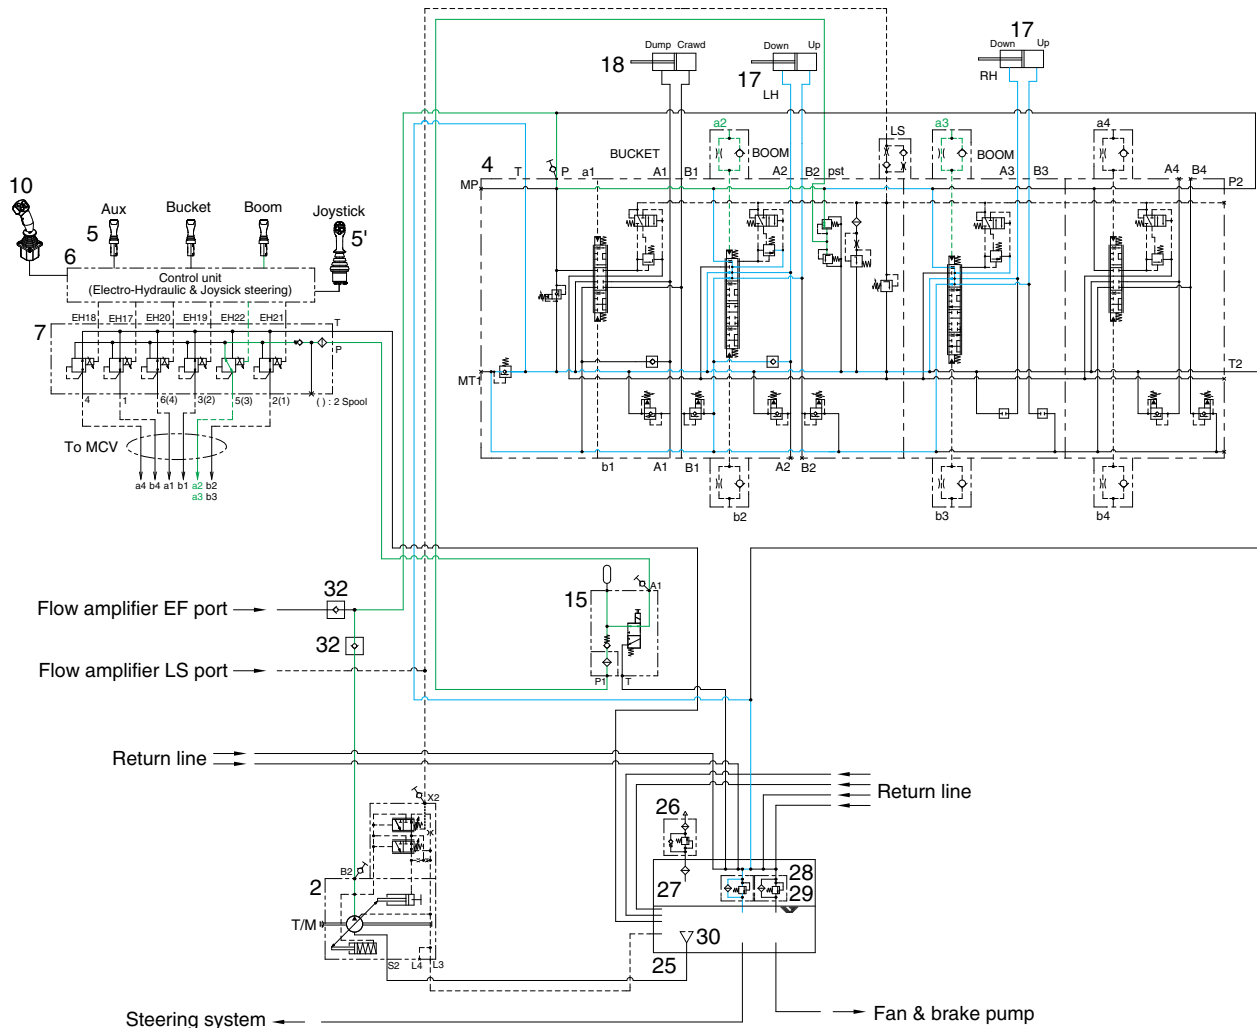 17
Dump Crawd
Down Up
Down Up
18
17
RH
LH
a2
LS
a3
a4
BUCKET
BOOM
BOOM
4
T P a1 A1 B1 A2 B2 pst A3 B3 A4 B4
MP
P2
10
Aux
Bucket
Boom
Joystick
5
5'
6
Control unit
(Electro-Hydraulic & Joysick steering)
EH18 EH17 EH20 EH19 EH22 EH21
T
7
P
MT1
T2
4 1 6(4) 3(2) 5(3) 2(1) ( ) : 2 Spool
To MCV
b1 A1 B1 A2 B2
a4 b4 a1 b1 a2 b2
a3 b3
b2
b3
b4
32
A1
15
Flow amplifier EF port
32
Flow amplifier LS port
P1 T
Return line
Return line
X2
26
B2
28
2
27
29
T/M
30
S2 L4 L3
25
Steering system
Fan & brake pump